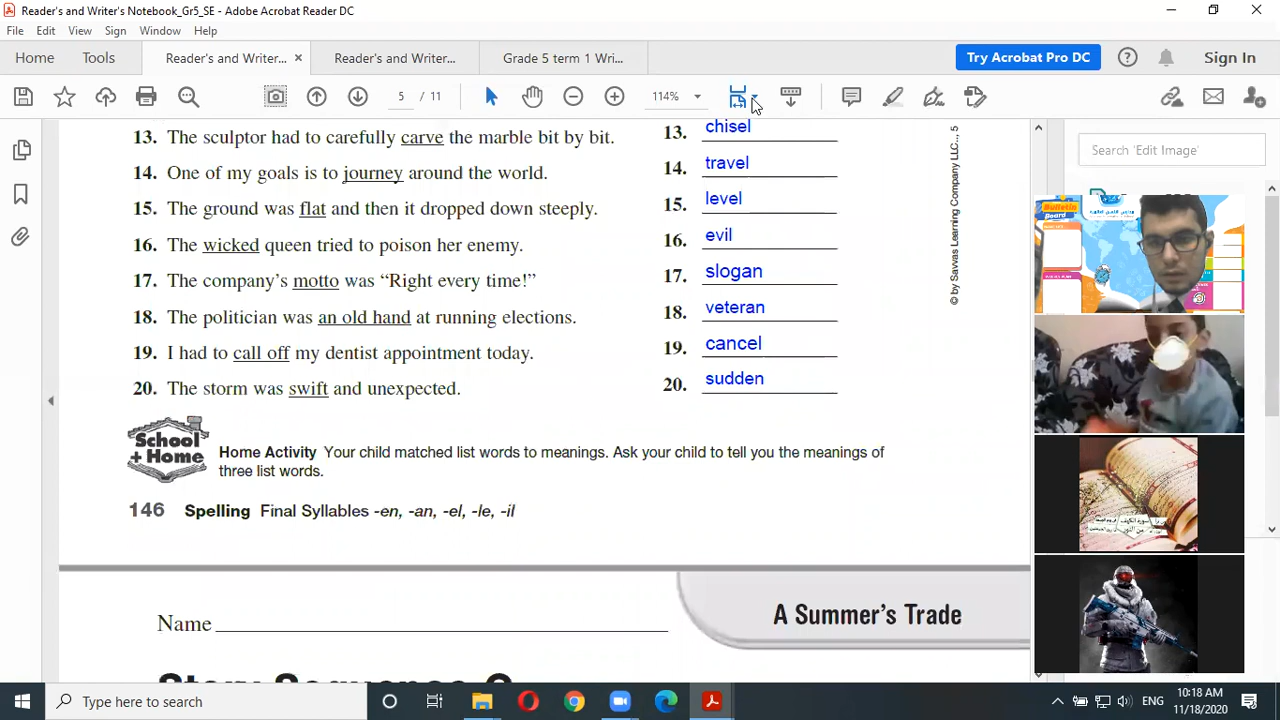 Reader's and Writer's Notebook_Gr5_SE - Adobe Acrobat Reader DC
File Edit View Sign Window Help
Home Tools Reader's and Writer... × Reader's and Writer... Grade 5 term 1 Wri... Try Acrobat Pro DC Sign In
5 / 11 114%
13. The sculptor had to carefully carve the marble bit by bit. 13. chisel
14. One of my goals is to journey around the world. 14. travel
15. The ground was flat and then it dropped down steeply. 15. level
16. The wicked queen tried to poison her enemy. 16. evil
17. The company's motto was “Right every time!” 17. slogan
18. The politician was an old hand at running elections. 18. veteran
19. I had to call off my dentist appointment today. 19. cancel
20. The storm was swift and unexpected. 20. sudden
© by Savvas Learning Company LLC... 5
School + Home
Home Activity Your child matched list words to meanings. Ask your child to tell you the meanings of
three list words.
146 Spelling Final Syllables -en, -an, -el, -le, -il
Name
A Summer's Trade
Search 'Edit Image'
Bulletin
Board
Type here to search
ENG
10:18 AM
11/18/2020